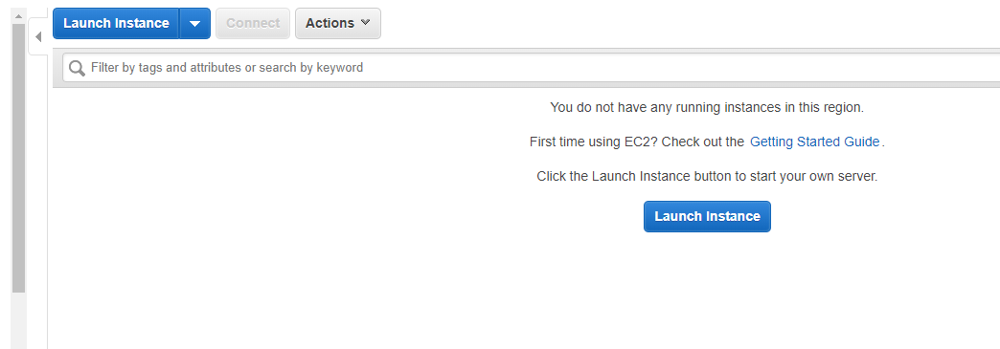 Launch Instance Connect Actions
Filter by tags and attributes or search by keyword
You do not have any running instances in this region.
First time using EC2? Check out the Getting Started Guide.
Click the Launch Instance button to start your own server.
Launch Instance